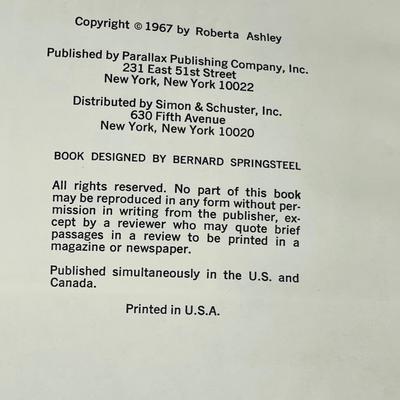 Copyright © 1967 by Roberta Ashley
Published by Parallax Publishing Company, Inc.
231 East 51st Street
New York, New York 10022
Distributed by Simon & Schuster, Inc.
630 Fifth Avenue
New York, New York 10020
BOOK DESIGNED BY BERNARD SPRINGSTEEL
All rights reserved. No part of this book
may be reproduced in any form without per-
mission in writing from the publisher, ex-
cept by a reviewer who may quote brief
passages in a review to be printed in a
magazine or newspaper.
Published simultaneously in the U.S. and
Canada.
Printed in U.S.A.